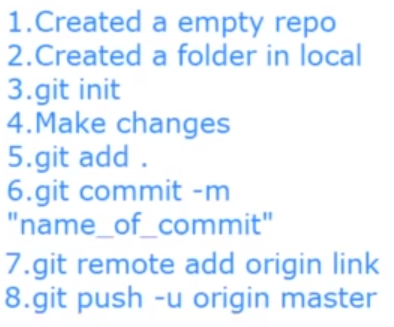 1.Created a empty repo
2.Created a folder in local
3.git init
4.Make changes
5.git add .
6.git commit -m
"name_of_commit"
7.git remote add origin link
8.git push -u origin master